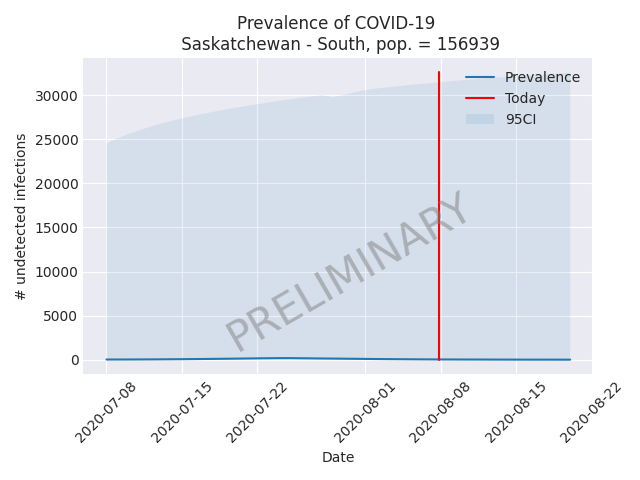 Prevalence of COVID-19
Saskatchewan - South, pop. = 156939
Prevalence
Today
95CI
# undetected infections
30000
25000
20000
15000
10000
5000
0
PRELIMINARY
2020-07-08
2020-07-15
2020-07-22
2020-08-01
2020-08-08
2020-08-15
2020-08-22
Date